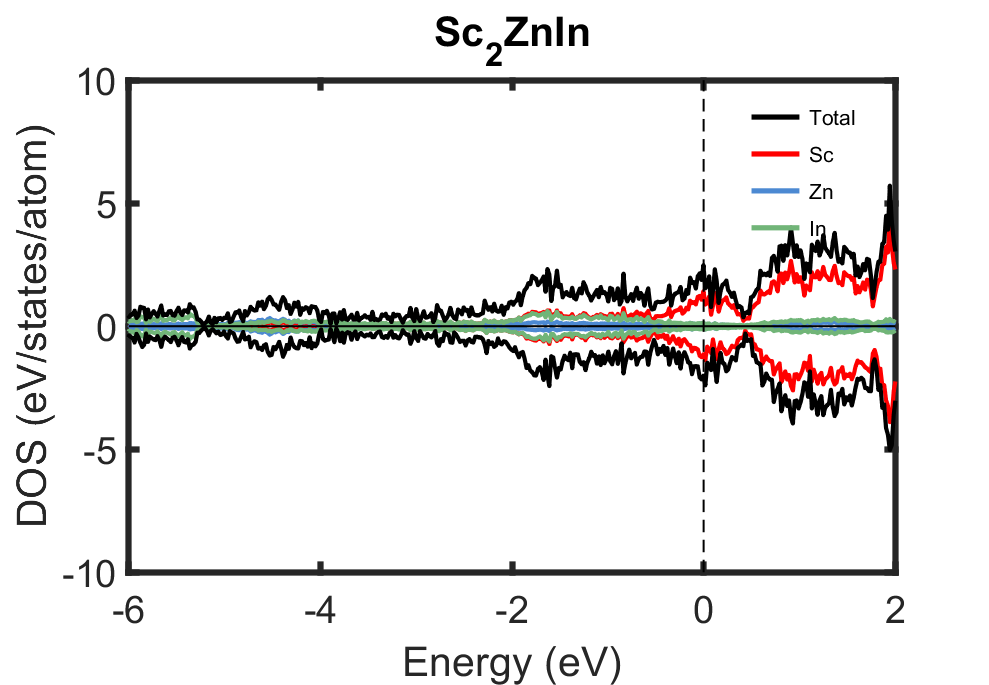 Sc2ZnIn
DOS (eV/states/atom)
10
5
0
-5
-10
Total
Sc
Zn
In
-6
-4
-2
0
2
Energy (eV)